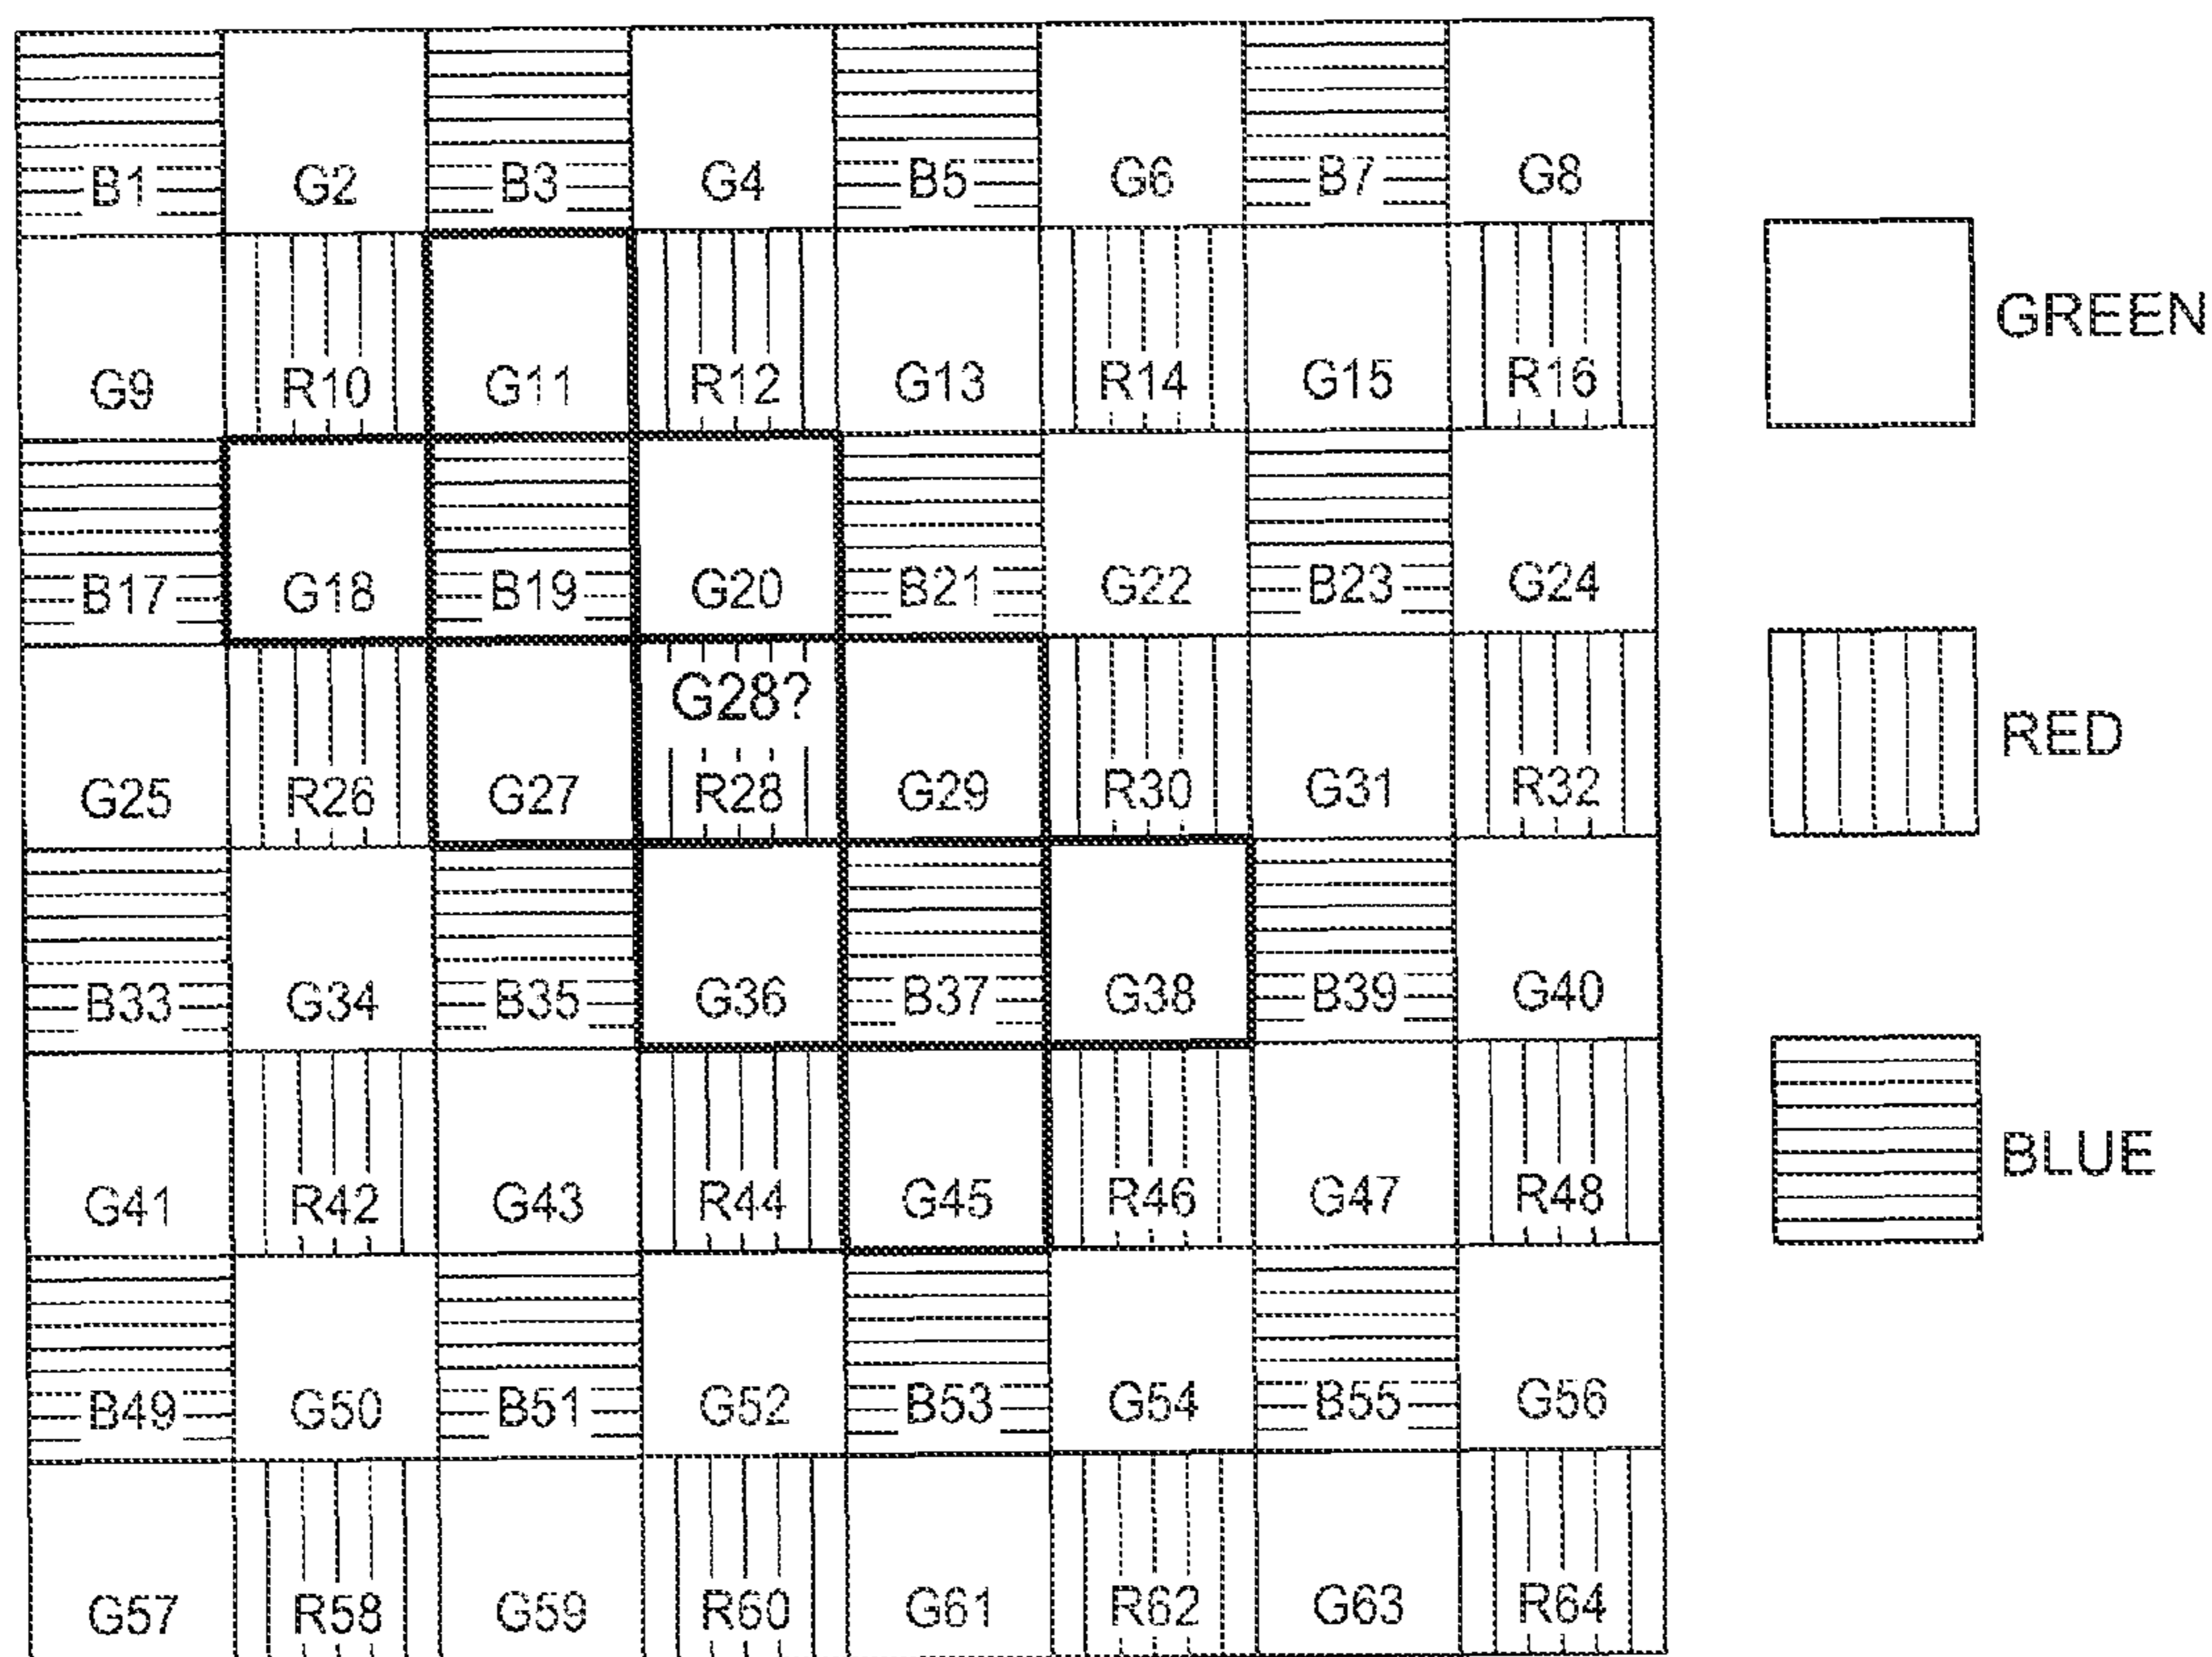 B1 G2 B3 G4 B5 G6 B7 G8
G9 R10 G11 R12 G13 R14 G15 R16
GREEN
B17 G18 B19 G20 B21 G22 B23 G24
G28?
G25 R26 G27 R28 G29 R30 G31 R32
RED
B33 G34 B35 G36 B37 G38 B39 G40
G41 R42 G43 R44 G45 R46 G47 R48
BLUE
B49 G50 B51 G52 B53 G54 B55 G56
G57 R58 G59 R60 G61 R62 G63 R64